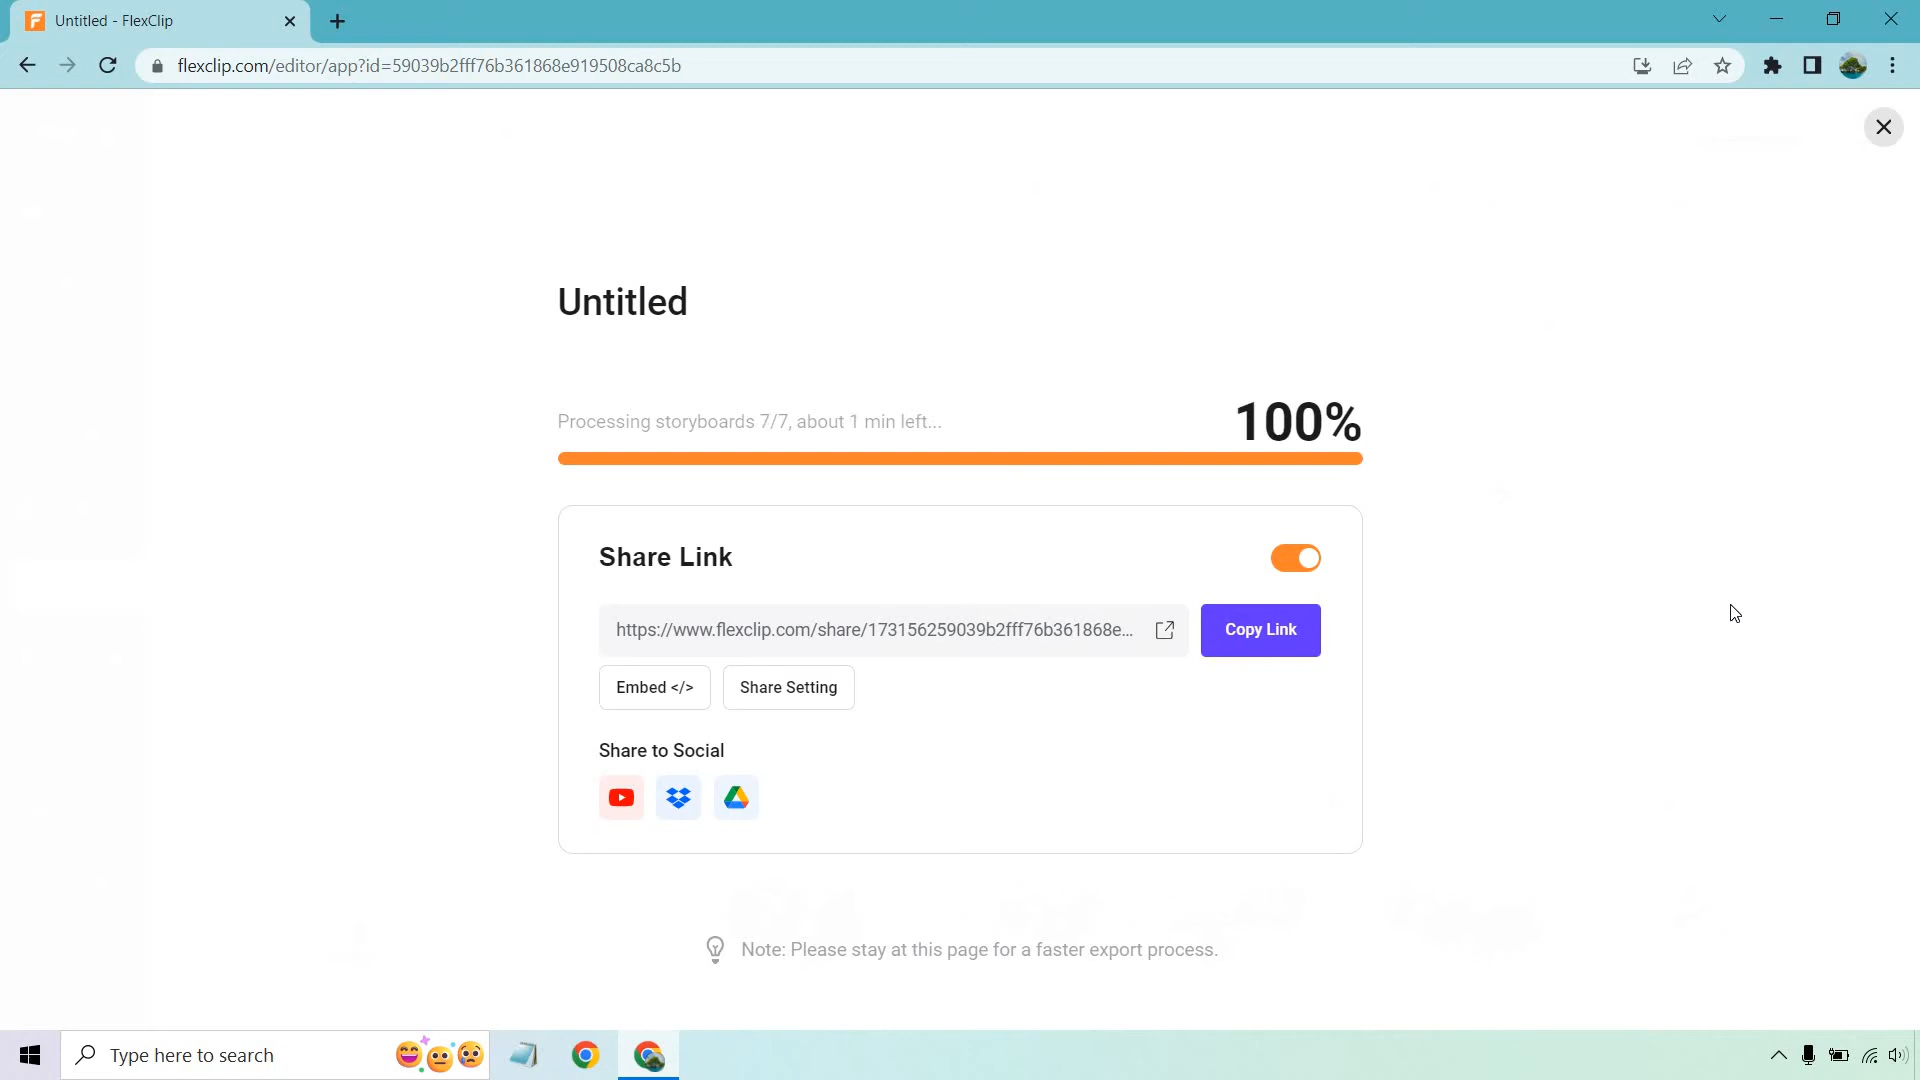 Untitled - FlexClip
flexclip.com/editor/app?id=59039b2fff76b361868e919508ca8c5b
Untitled
Processing storyboards 7/7, about 1 min left...
100%
Share Link
https://www.flexclip.com/share/173156259039b2fff76b361868e...
Copy Link
Embed </>
Share Setting
Share to Social
Note: Please stay at this page for a faster export process.
Type here to search